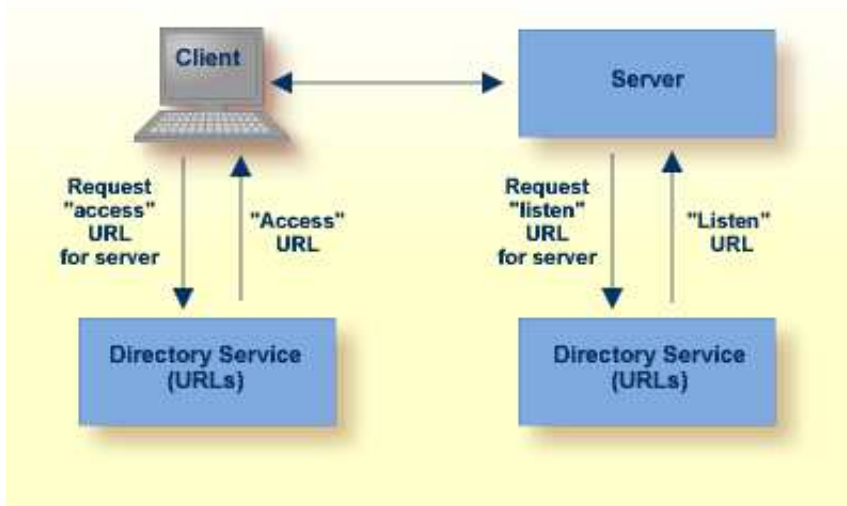 Client
Server
Request
"access"
URL
for server
"Access"
URL
Request
"listen"
URL
for server
"Listen"
URL
Directory Service
(URLs)
Directory Service
(URLs)